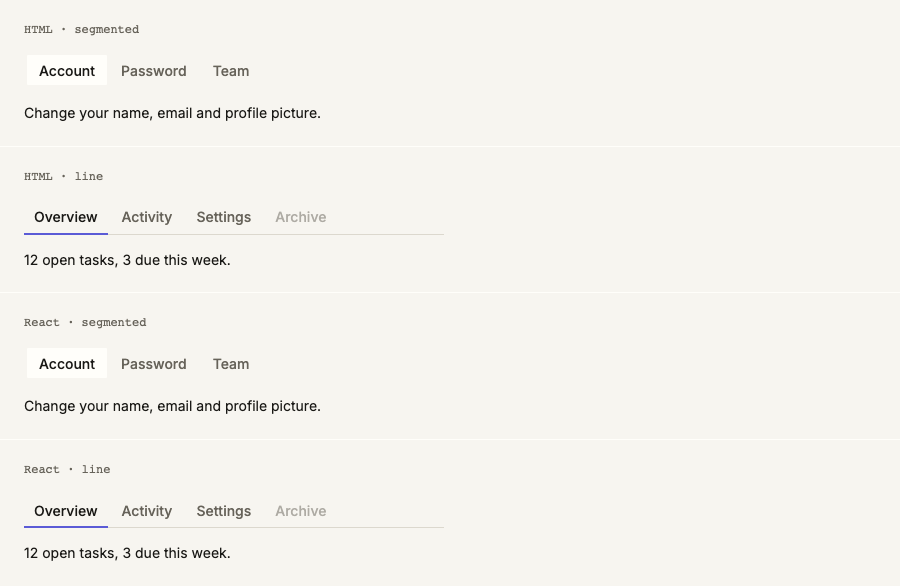 HTML · segmented
Account Password Team
Change your name, email and profile picture.
HTML · line
Overview Activity Settings Archive
12 open tasks, 3 due this week.
React · segmented
Account Password Team
Change your name, email and profile picture.
React · line
Overview Activity Settings Archive
12 open tasks, 3 due this week.